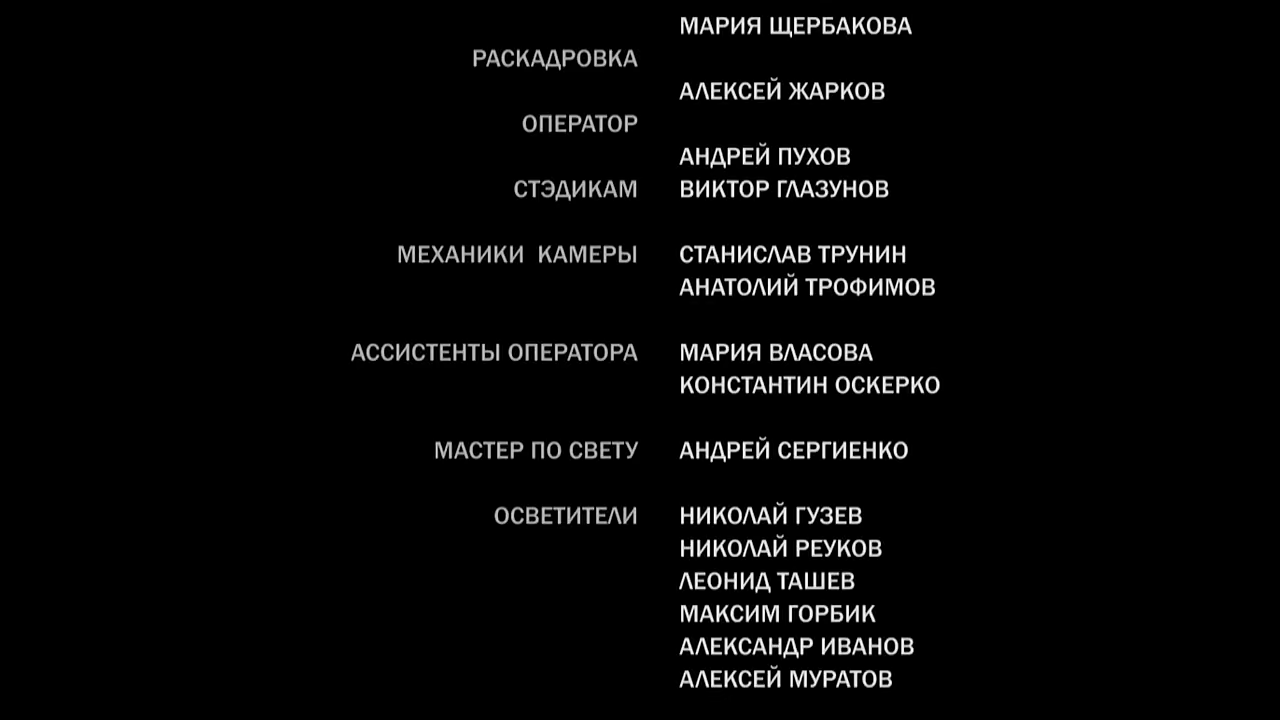 МАРИЯ ЩЕРБАКОВА
РАСКАДРОВКА
АЛЕКСЕЙ ЖАРКОВ
ОПЕРАТОР
АНДРЕЙ ПУХОВ
СТЭДИКАМ ВИКТОР ГЛАЗУНОВ
МЕХАНИКИ КАМЕРЫ СТАНИСЛАВ ТРУНИН
АНАТОЛИЙ ТРОФИМОВ
АССИСТЕНТЫ ОПЕРАТОРА МАРИЯ ВЛАСОВА
КОНСТАНТИН ОСКЕРКО
МАСТЕР ПО СВЕТУ АНДРЕЙ СЕРГИЕНКО
ОСВЕТИТЕЛИ НИКОЛАЙ ГУЗЕВ
НИКОЛАЙ РЕУКОВ
ЛЕОНИД ТАШЕВ
МАКСИМ ГОРБИК
АЛЕКСАНДР ИВАНОВ
АЛЕКСЕЙ МУРАТОВ